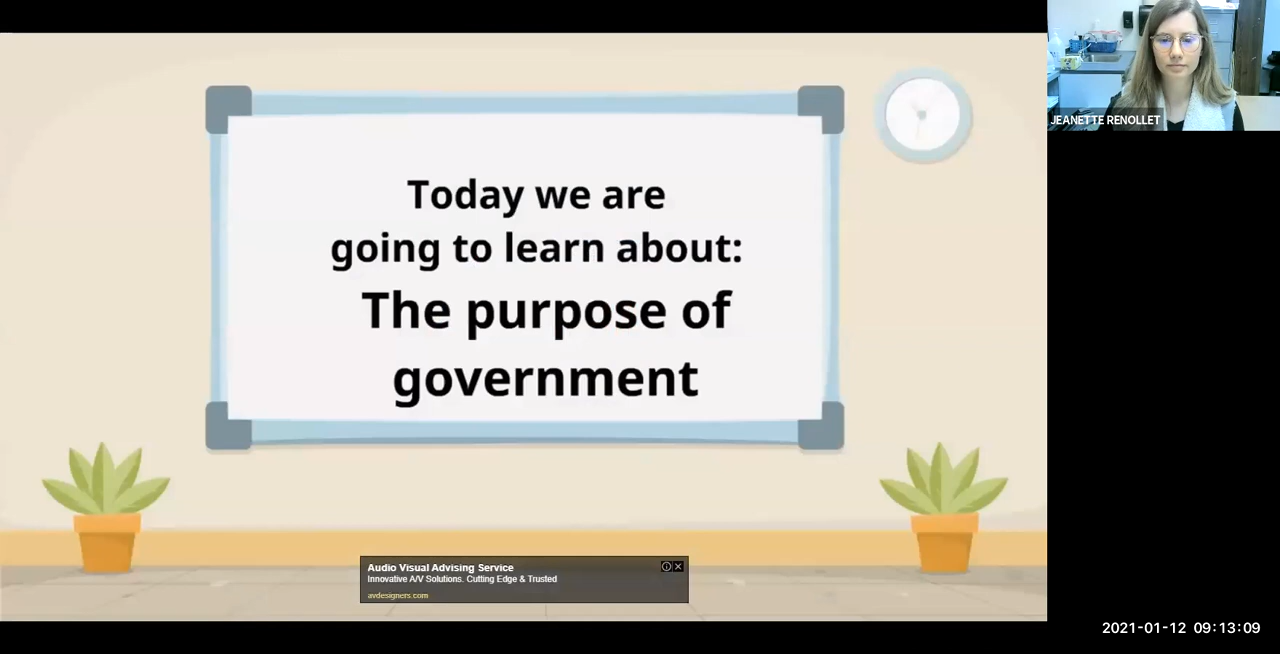 Today we are
going to learn about:
The purpose of
government
JEANETTE RENOLLET
Audio Visual Advising Service
Innovative A/V Solutions. Cutting Edge & Trusted
avdesigners.com
2021-01-12 09:13:09